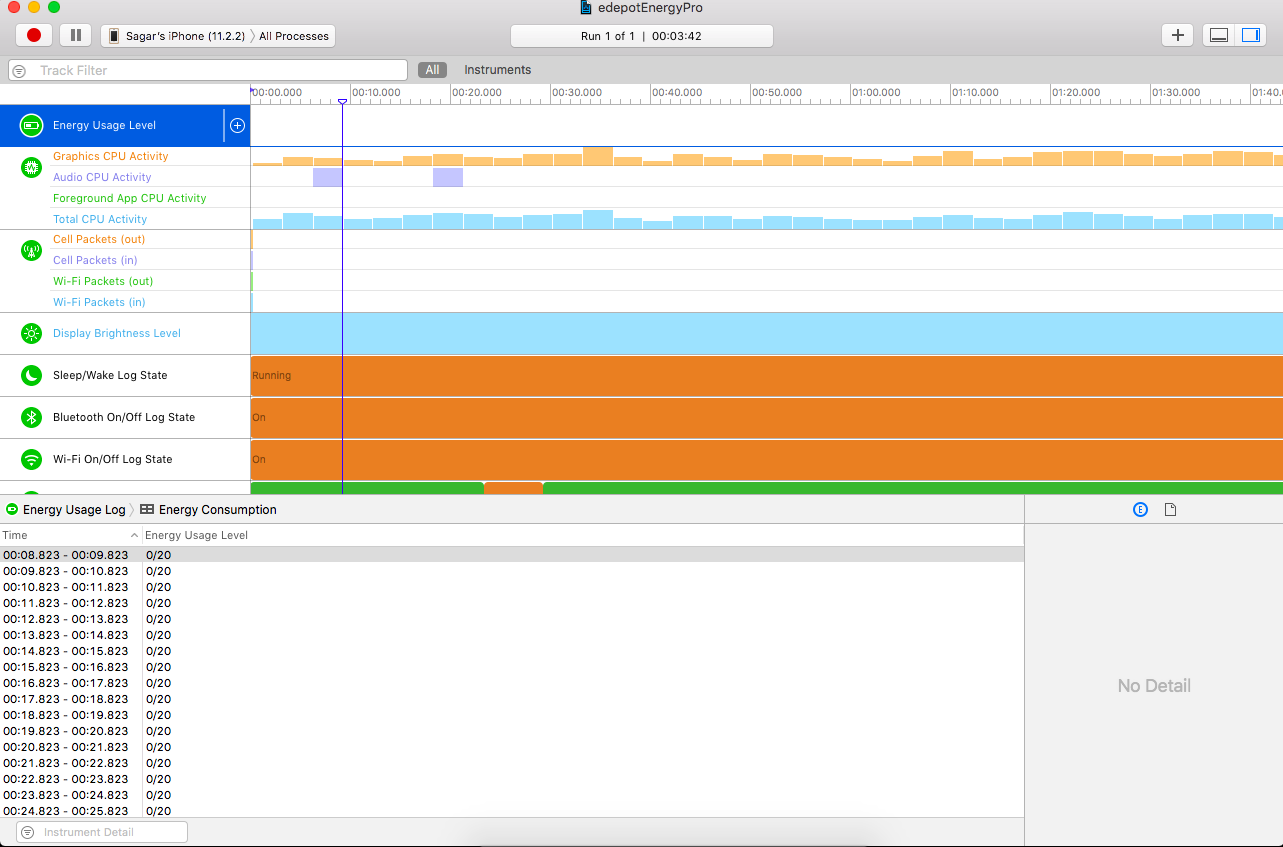 edepotEnergyPro
Sagar's iPhone (11.2.2) 〉 All Processes
Run 1 of 1 | 00:03:42
Track Filter
All
Instruments
00:00.000 00:10.000 00:20.000 00:30.000 00:40.000 00:50.000 01:00.000 01:10.000 01:20.000 01:30.000 01:40.
Energy Usage Level
Graphics CPU Activity
Audio CPU Activity
Foreground App CPU Activity
Total CPU Activity
Cell Packets (out)
Cell Packets (in)
Wi-Fi Packets (out)
Wi-Fi Packets (in)
Display Brightness Level
Sleep/Wake Log State Running
Bluetooth On/Off Log State On
Wi-Fi On/Off Log State On
Energy Usage Log 〉 Energy Consumption
E
Time Energy Usage Level
00:08.823 - 00:09.823 0/20
00:09.823 - 00:10.823 0/20
00:10.823 - 00:11.823 0/20
00:11.823 - 00:12.823 0/20
00:12.823 - 00:13.823 0/20
00:13.823 - 00:14.823 0/20
00:14.823 - 00:15.823 0/20
00:15.823 - 00:16.823 0/20
00:16.823 - 00:17.823 0/20
00:17.823 - 00:18.823 0/20
00:18.823 - 00:19.823 0/20
00:19.823 - 00:20.823 0/20
00:20.823 - 00:21.823 0/20
00:21.823 - 00:22.823 0/20
00:22.823 - 00:23.823 0/20
00:23.823 - 00:24.823 0/20
00:24.823 - 00:25.823 0/20
No Detail
Instrument Detail